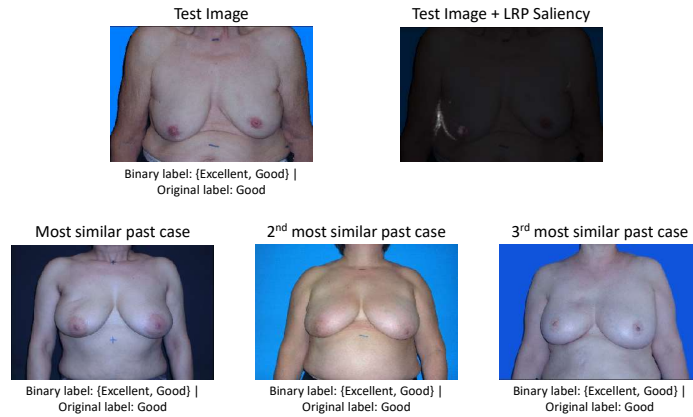 Test Image
Test Image + LRP Saliency
Binary label: {Excellent, Good} |
Original label: Good
Most similar past case
2nd most similar past case
3rd most similar past case
Binary label: {Excellent, Good} |
Original label: Good
Binary label: {Excellent, Good} |
Original label: Good
Binary label: {Excellent, Good} |
Original label: Good